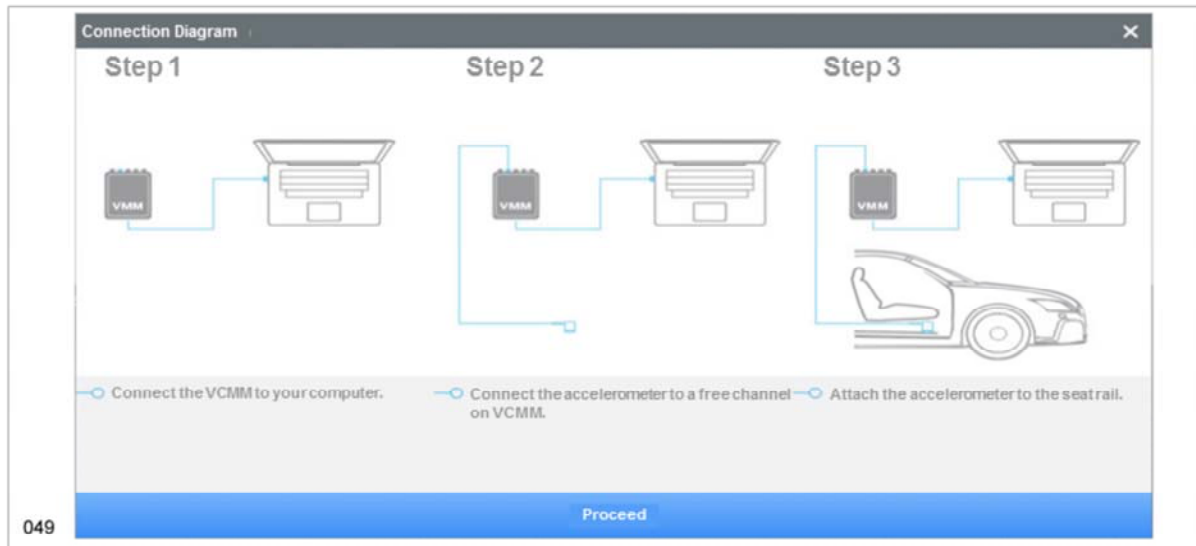 Connection Diagram
Step 1
Step 2
Step 3
VMM
VMM
VMM
Connect the VCMM to your computer.
Connect the accelerometer to a free channel
on VCMM.
Attach the accelerometer to the seat rail.
Proceed
049